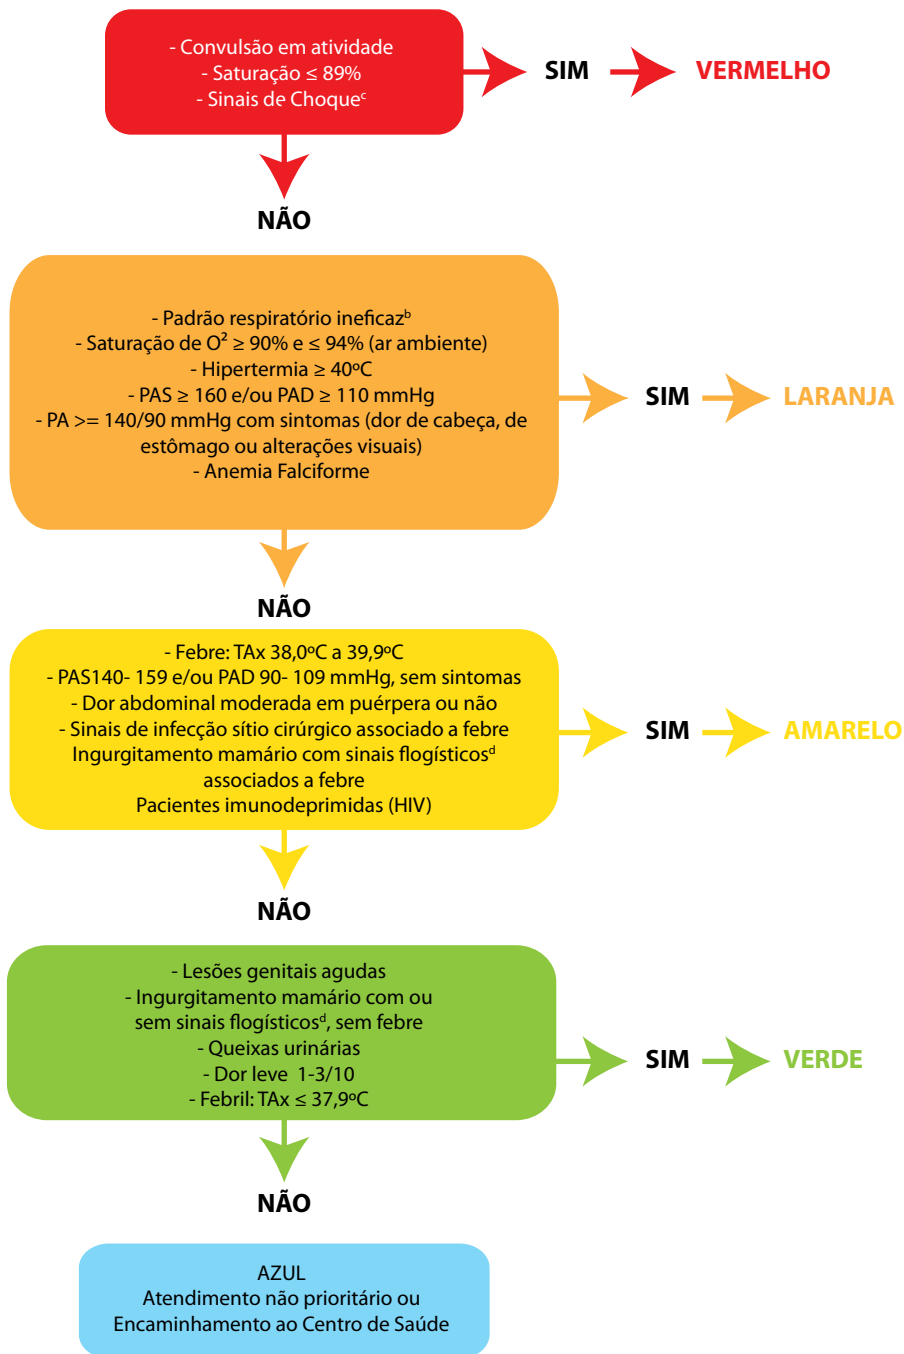 - Convulsão em atividade
- Saturação ≤ 89%
- Sinais de Choqueᶜ
SIM
VERMELHO
NÃO
- Padrão respiratório ineficazᵇ
- Saturação de O² ≥ 90% e ≤ 94% (ar ambiente)
- Hipertermia ≥ 40ºC
- PAS ≥ 160 e/ou PAD ≥ 110 mmHg
- PA >= 140/90 mmHg com sintomas (dor de cabeça, de
estômago ou alterações visuais)
- Anemia Falciforme
SIM
LARANJA
NÃO
- Febre: TAx 38,0ºC a 39,9ºC
- PAS140- 159 e/ou PAD 90- 109 mmHg, sem sintomas
- Dor abdominal moderada em puérpera ou não
- Sinais de infecção sítio cirúrgico associado a febre
Ingurgitamento mamário com sinais flogísticosᵈ
associados a febre
Pacientes imunodeprimidas (HIV)
SIM
AMARELO
NÃO
- Lesões genitais agudas
- Ingurgitamento mamário com ou
sem sinais flogísticosᵈ, sem febre
- Queixas urinárias
- Dor leve 1-3/10
- Febril: TAx ≤ 37,9ºC
SIM
VERDE
NÃO
AZUL
Atendimento não prioritário ou
Encaminhamento ao Centro de Saúde